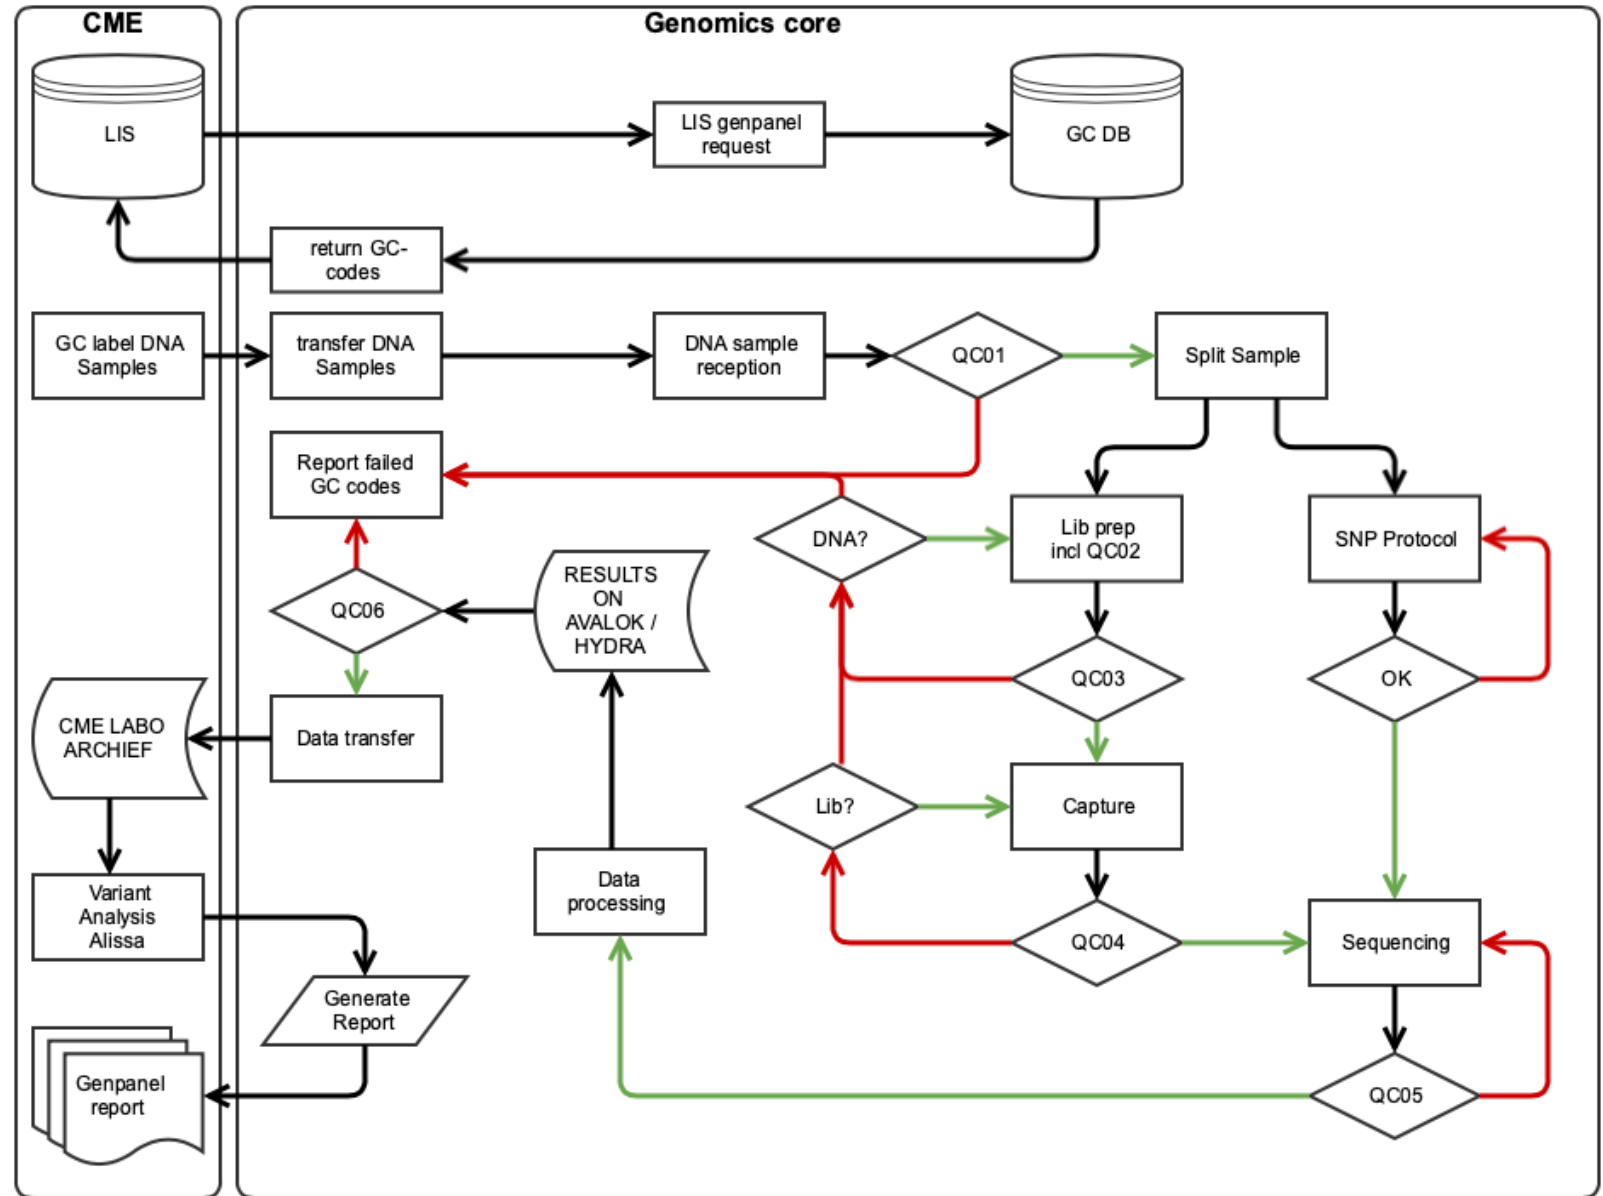 CME
Genomics core
LIS
LIS genpanel
request
GC DB
return GC-
codes
GC label DNA
Samples
transfer DNA
Samples
DNA sample
reception
QC01
Split Sample
Report failed
GC codes
DNA?
Lib prep
incl QC02
SNP Protocol
RESULTS
ON
AVALOK /
HYDRA
QC06
QC03
OK
CME LABO
ARCHIEF
Data transfer
Lib?
Capture
Variant
Analysis
Alissa
Data
processing
QC04
Sequencing
Generate
Report
Genpanel
report
QC05